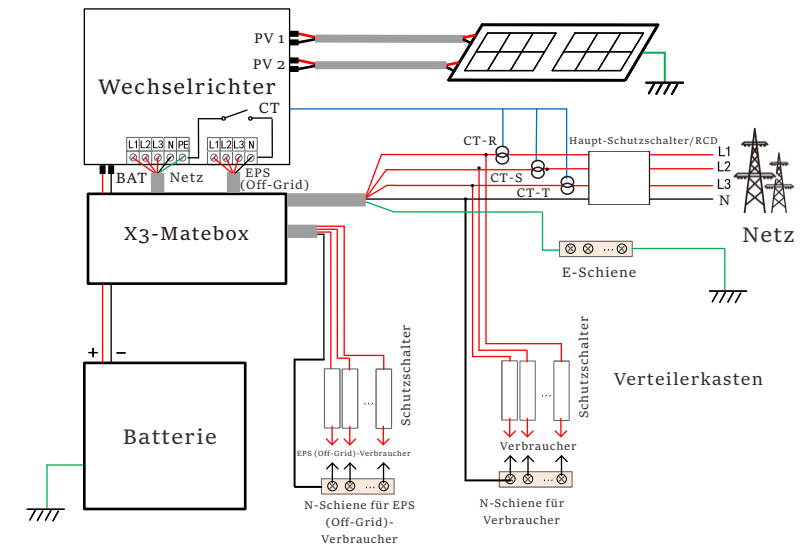 PV 1
PV 2
Wechselrichter
CT
L1 L2 L3 N PE
L1 L2 L3 N
BAT
Netz
EPS
(Off-Grid)
X3-Matebox
+ −
Batterie
CT-R
CT-S
CT-T
Haupt-Schutzschalter/RCD
L1
L2
L3
N
Netz
...
E-Schiene
Schutzschalter
...
EPS (Off-Grid)-Verbraucher
...
N-Schiene für EPS
(Off-Grid)-
Verbraucher
Schutzschalter
...
Verbraucher
...
N-Schiene für
Verbraucher
Verteilerkasten